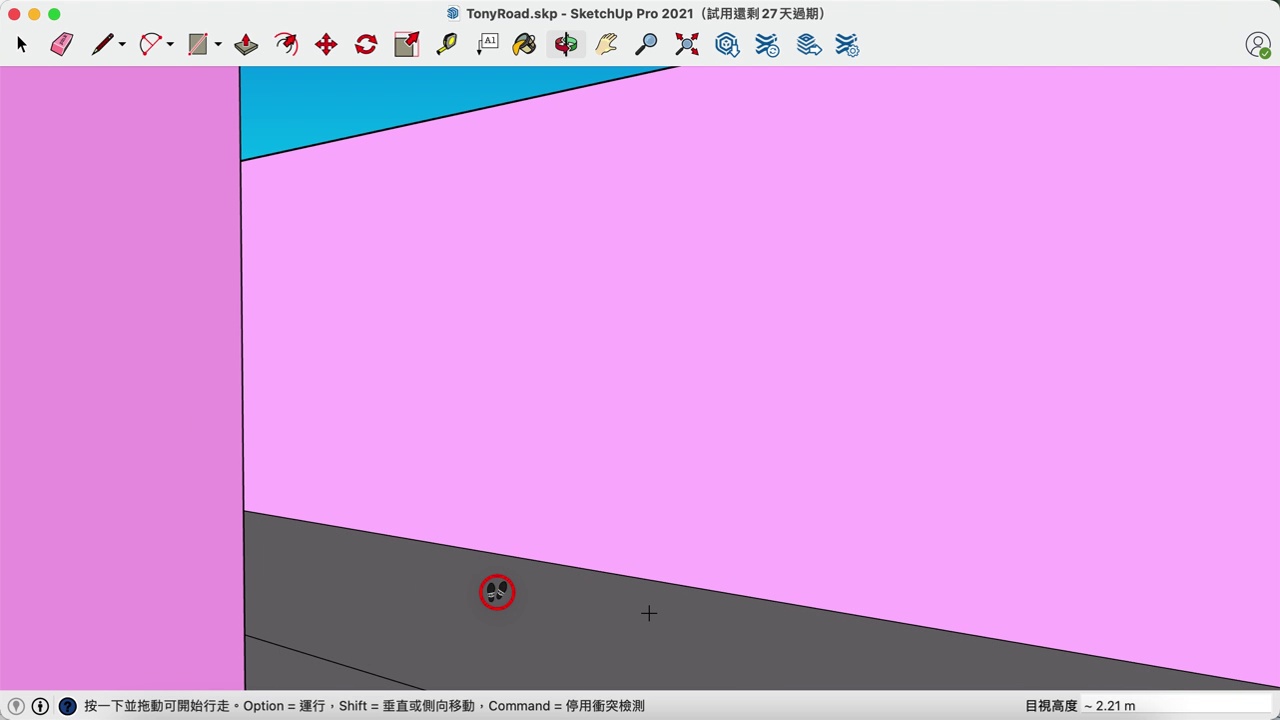 TonyRoad.skp - SketchUp Pro 2021（試用還剩 27 天過期）
A1
按一下並拖動可開始行走。Option = 運行，Shift = 垂直或側向移動，Command = 停用衝突檢測
目視高度 ~ 2.21 m